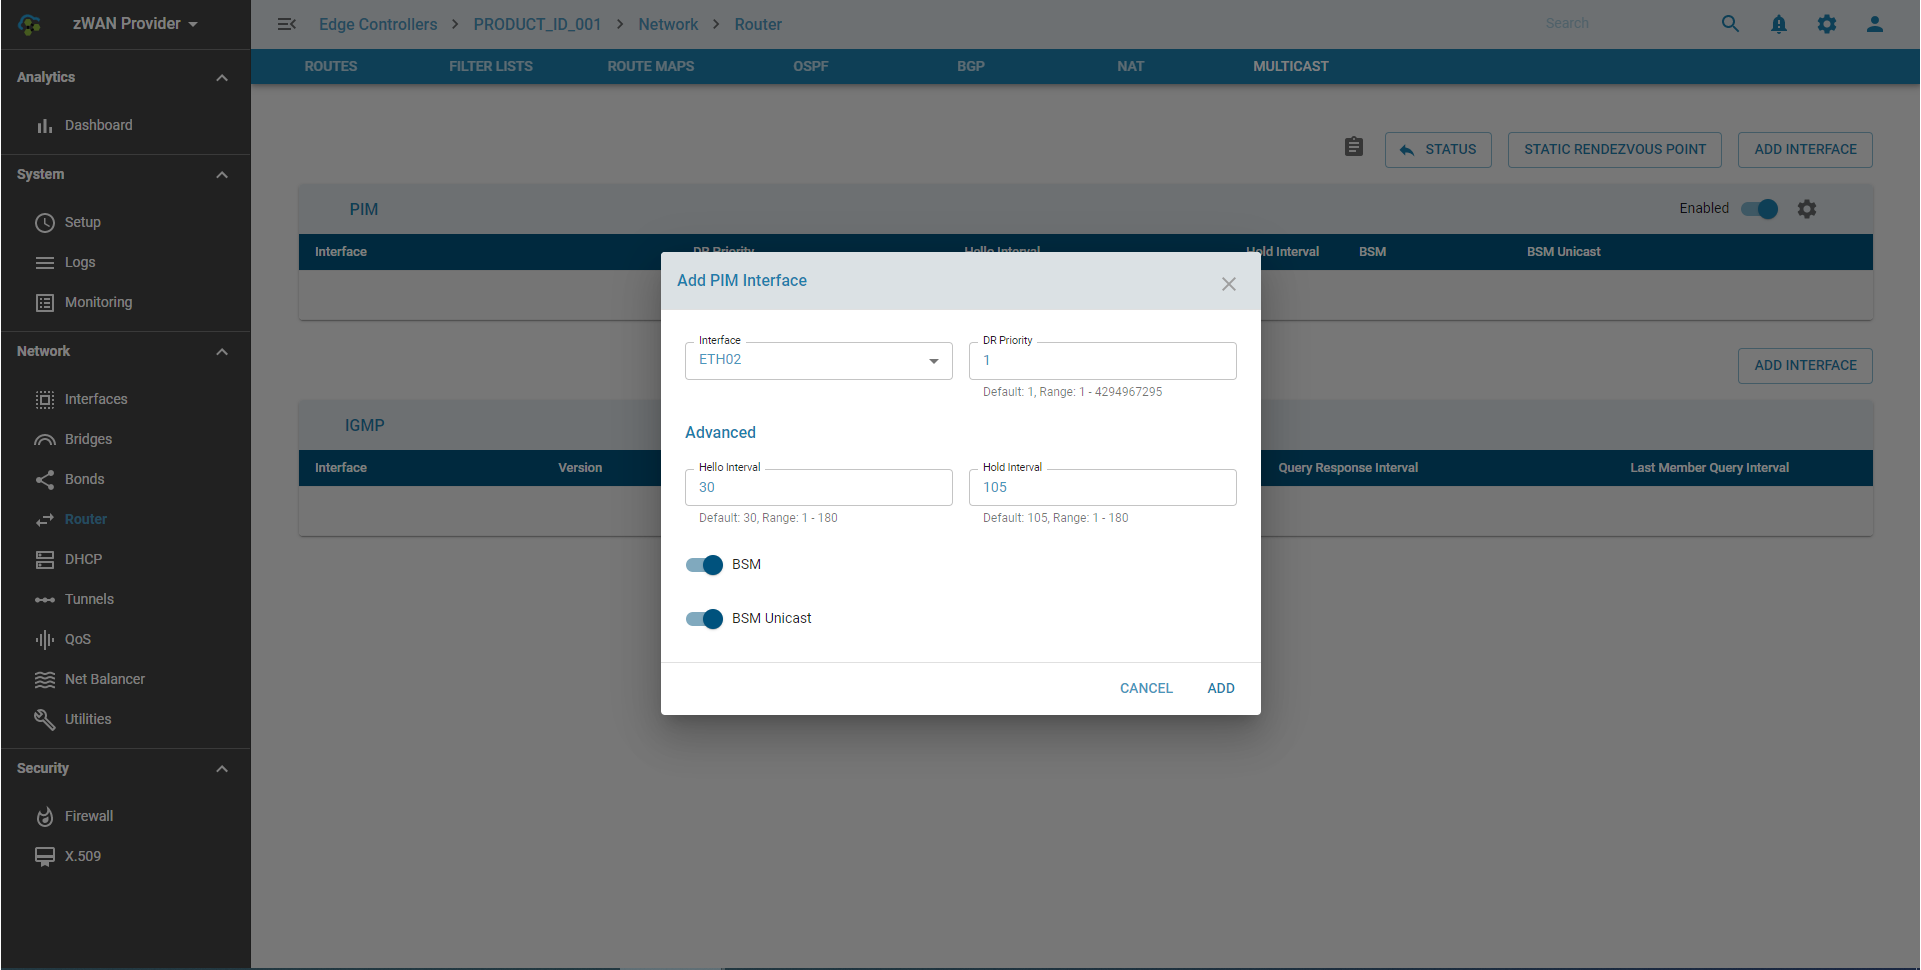 zWAN Provider
Edge Controllers > PRODUCT_ID_001 > Network > Router
Search
ROUTES FILTER LISTS ROUTE MAPS OSPF BGP NAT MULTICAST
Analytics
Dashboard
System
Setup
Logs
Monitoring
Network
Interfaces
Bridges
Bonds
Router
DHCP
Tunnels
QoS
Net Balancer
Utilities
Security
Firewall
X.509
STATUS STATIC RENDEZVOUS POINT ADD INTERFACE
PIM
Enabled
Interface DR Priority Hello Interval Hold Interval BSM BSM Unicast
ADD INTERFACE
IGMP
Interface Version Query Response Interval Last Member Query Interval
Add PIM Interface
Interface
ETH02
DR Priority
1
Default: 1, Range: 1 - 4294967295
Advanced
Hello Interval
30
Default: 30, Range: 1 - 180
Hold Interval
105
Default: 105, Range: 1 - 180
BSM
BSM Unicast
CANCEL ADD